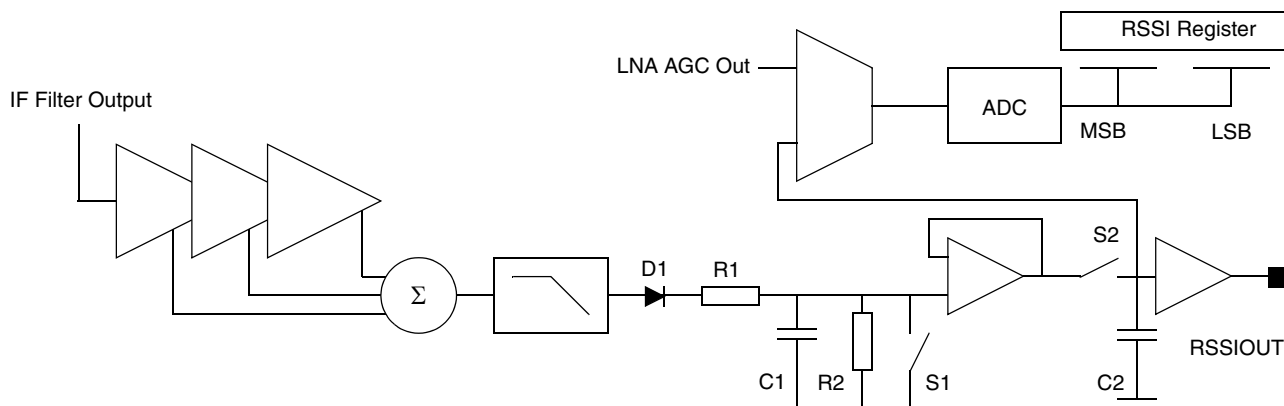 RSSI Register
LNA AGC Out
ADC
MSB
LSB
IF Filter Output
S2
D1
R1
Σ
RSSIOUT
C1
R2
S1
C2